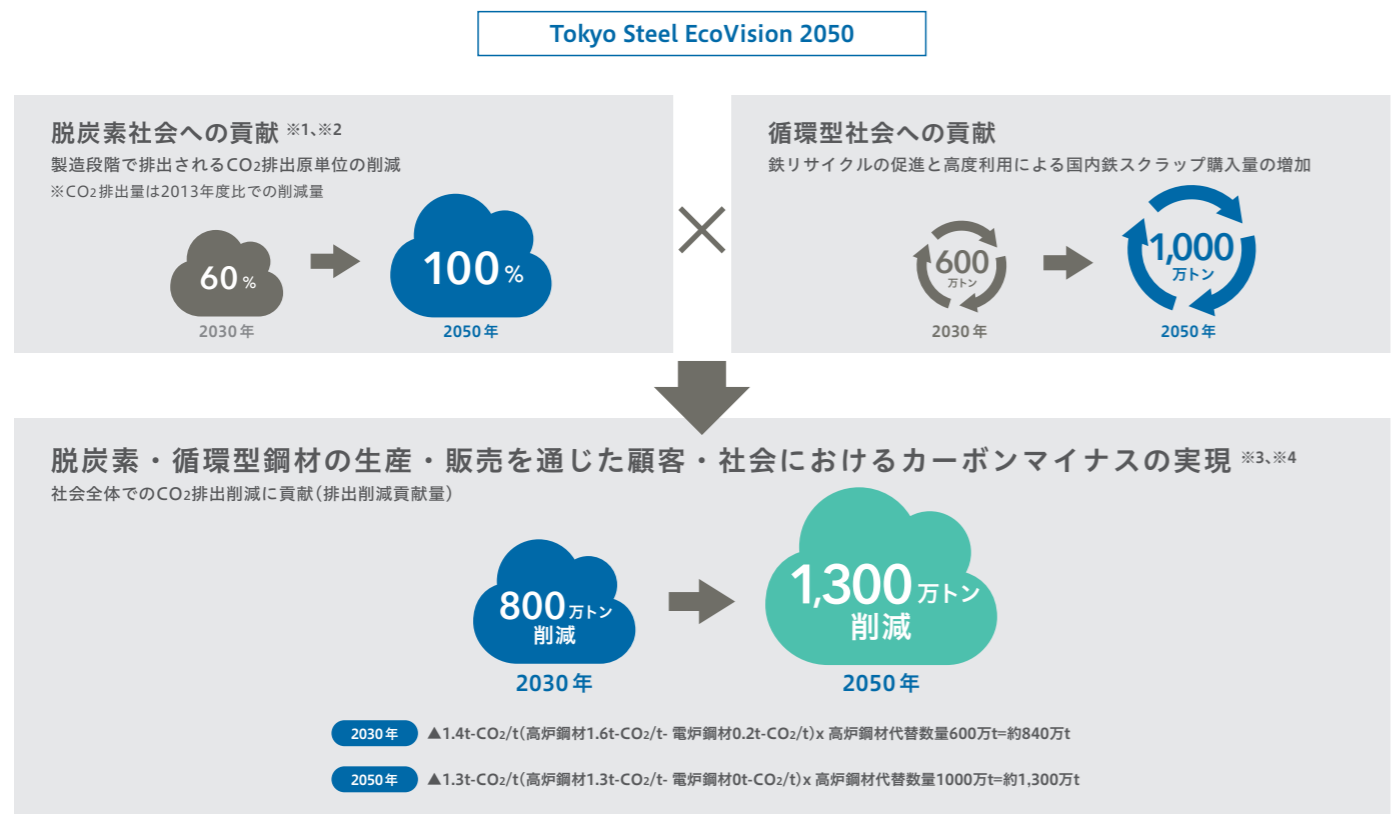 Tokyo Steel EcoVision 2050
脱炭素社会への貢献 ※1、※2
製造段階で排出されるCO2排出原単位の削減
※CO2排出量は2013年度比での削減量
60%
2030年
100%
2050年
循環型社会への貢献
鉄リサイクルの促進と高度利用による国内鉄スクラップ購入量の増加
600
万トン
2030年
1,000
万トン
2050年
脱炭素・循環型鋼材の生産・販売を通じた顧客・社会におけるカーボンマイナスの実現 ※3、※4
社会全体でのCO2排出削減に貢献(排出削減貢献量)
800万トン
削減
2030年
1,300万トン
削減
2050年
2030年 ▲1.4t-CO2/t(高炉鋼材1.6t-CO2/t- 電炉鋼材0.2t-CO2/t)x 高炉鋼材代替数量600万t=約840万t
2050年 ▲1.3t-CO2/t(高炉鋼材1.3t-CO2/t- 電炉鋼材0t-CO2/t)x 高炉鋼材代替数量1000万t=約1,300万t